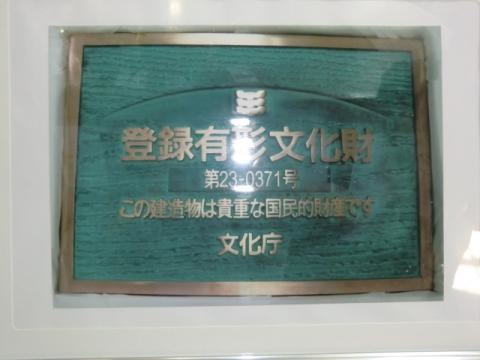 登録有形文化財
第23-0371号
この建造物は貴重な国民的財産です
文化庁